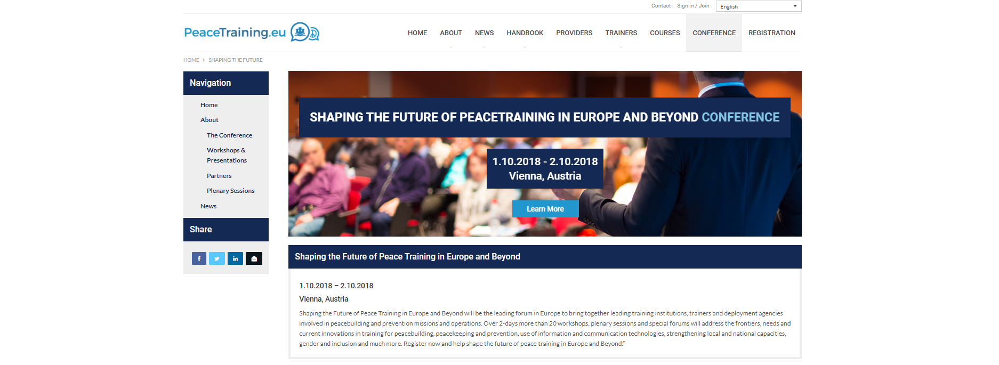 Contact Sign in / Join English
PeaceTraining.eu
HOME ABOUT NEWS HANDBOOK PROVIDERS TRAINERS COURSES CONFERENCE REGISTRATION
HOME > SHAPING THE FUTURE
Navigation
Home
About
The Conference
Workshops &
Presentations
Partners
Plenary Sessions
News
Share
SHAPING THE FUTURE OF PEACETRAINING IN EUROPE AND BEYOND CONFERENCE
1.10.2018 - 2.10.2018
Vienna, Austria
Learn More
Shaping the Future of Peace Training in Europe and Beyond
1.10.2018 – 2.10.2018
Vienna, Austria
Shaping the Future of Peace Training in Europe and Beyond will be the leading forum in Europe to bring together leading training institutions, trainers and deployment agencies
involved in peacebuilding and prevention missions and operations. Over 2-days more than 20 workshops, plenary sessions and special forums will address the frontiers, needs and
current innovations in training for peacebuilding, peacekeeping and prevention, use of information and communication technologies, strengthening local and national capacities,
gender and inclusion and much more. Register now and help shape the future of peace training in Europe and Beyond.”